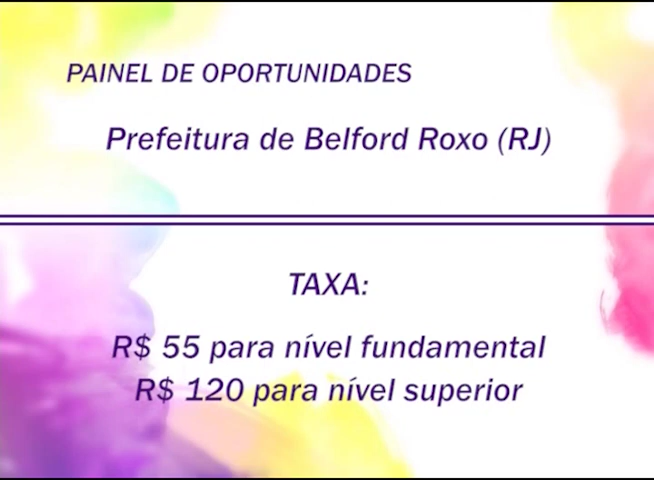 PAINEL DE OPORTUNIDADES
Prefeitura de Belford Roxo (RJ)
TAXA:
R$ 55 para nível fundamental
R$ 120 para nível superior